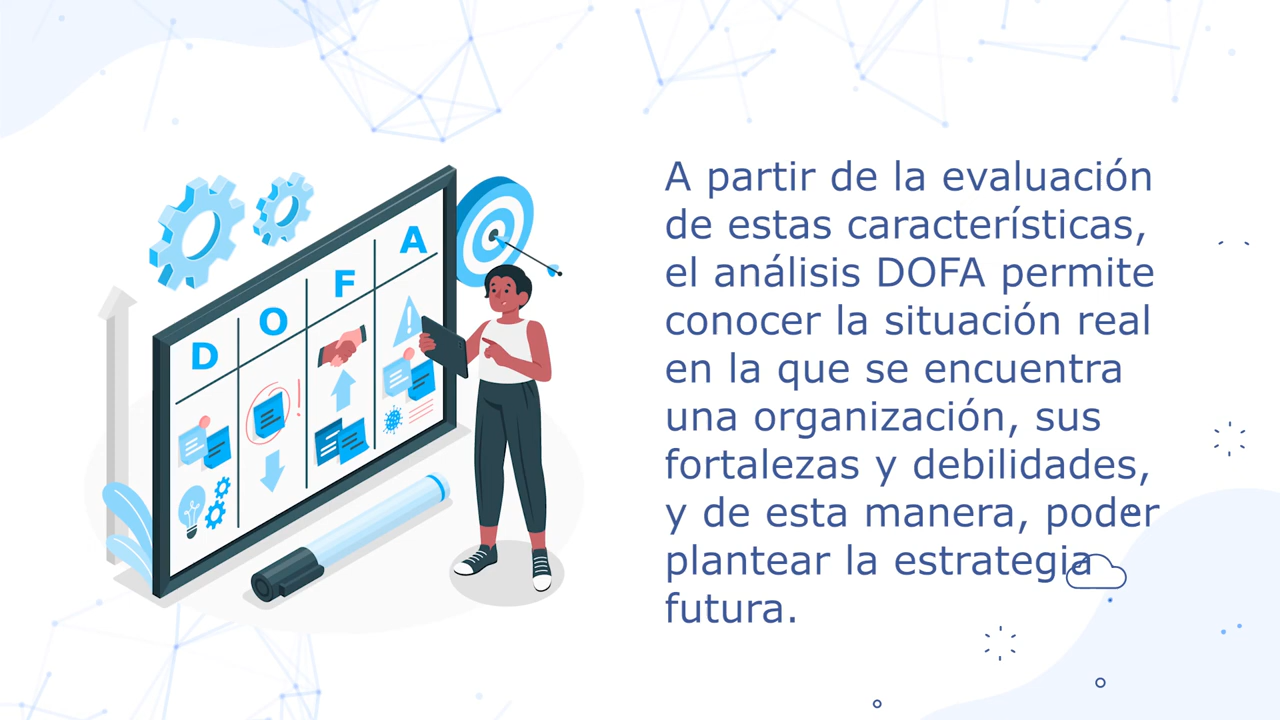 D
O
F
A
A partir de la evaluación
de estas características,
el análisis DOFA permite
conocer la situación real
en la que se encuentra
una organización, sus
fortalezas y debilidades,
y de esta manera, poder
plantear la estrategia
futura.